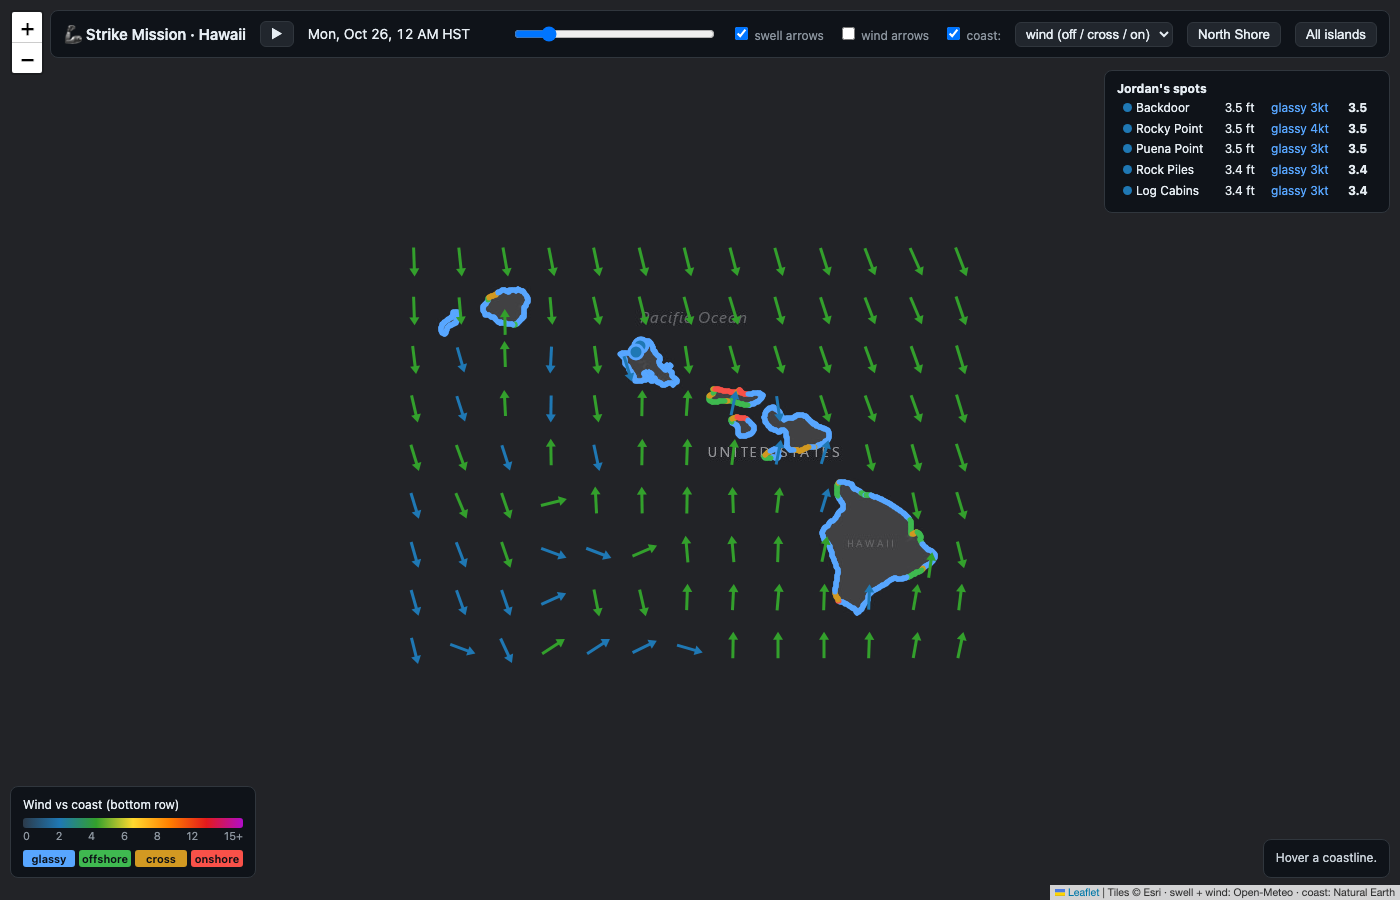 +
−
Strike Mission · Hawaii
Mon, Oct 26, 12 AM HST
swell arrows
wind arrows
coast:
wind (off / cross / on)
North Shore
All islands
Jordan's spots
Backdoor 3.5 ft glassy 3kt 3.5
Rocky Point 3.5 ft glassy 4kt 3.5
Puena Point 3.5 ft glassy 3kt 3.5
Rock Piles 3.4 ft glassy 3kt 3.4
Log Cabins 3.4 ft glassy 3kt 3.4
Pacific Ocean
UNITED STATES
HAWAII
Wind vs coast (bottom row)
0 2 4 6 8 12 15+
glassy offshore cross onshore
Hover a coastline.
Leaflet | Tiles © Esri · swell + wind: Open-Meteo · coast: Natural Earth